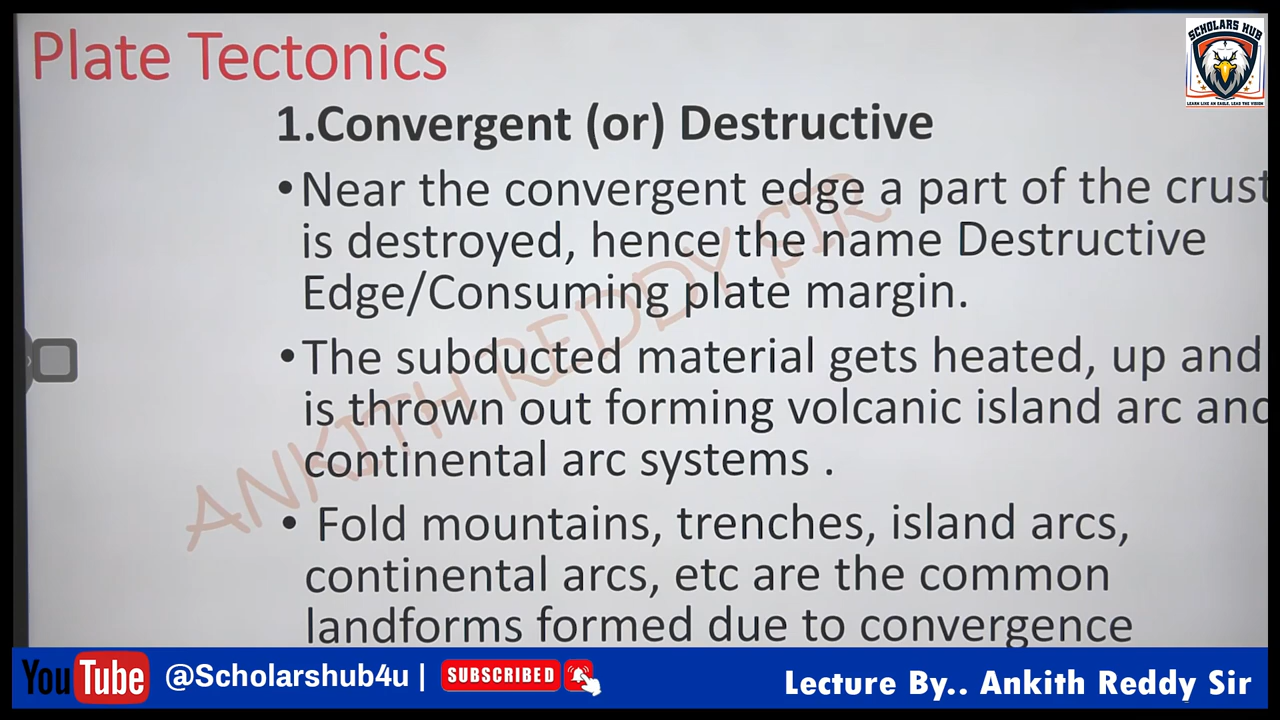 Plate Tectonics
SCHOLARS HUB
LEARN LIKE AN EAGLE, LEAD THE VISION
1.Convergent (or) Destructive
•Near the convergent edge a part of the crust
is destroyed, hence the name Destructive
Edge/Consuming plate margin.
•The subducted material gets heated, up and
is thrown out forming volcanic island arc and
continental arc systems .
• Fold mountains, trenches, island arcs,
continental arcs, etc are the common
landforms formed due to convergence
ANKITH REDDY SIR
YouTube @Scholarshub4u | SUBSCRIBED
Lecture By.. Ankith Reddy Sir